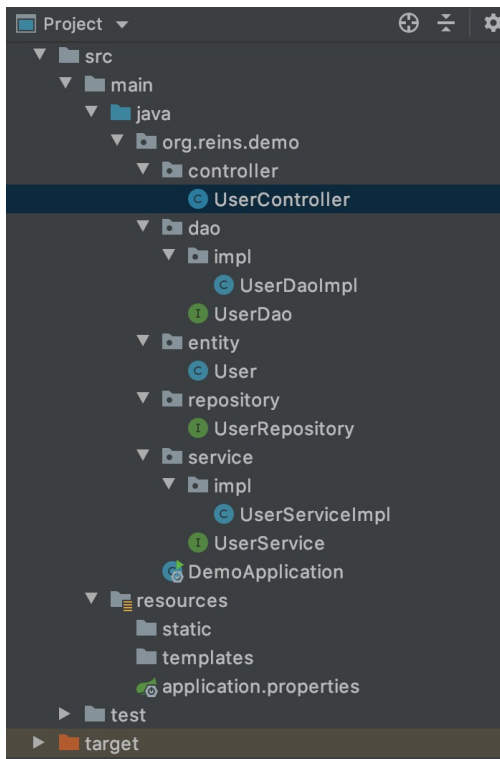 Project
src
main
java
org.reins.demo
controller
C UserController
dao
impl
C UserDaoImpl
I UserDao
entity
C User
repository
I UserRepository
service
impl
C UserServiceImpl
I UserService
DemoApplication
resources
static
templates
application.properties
test
target